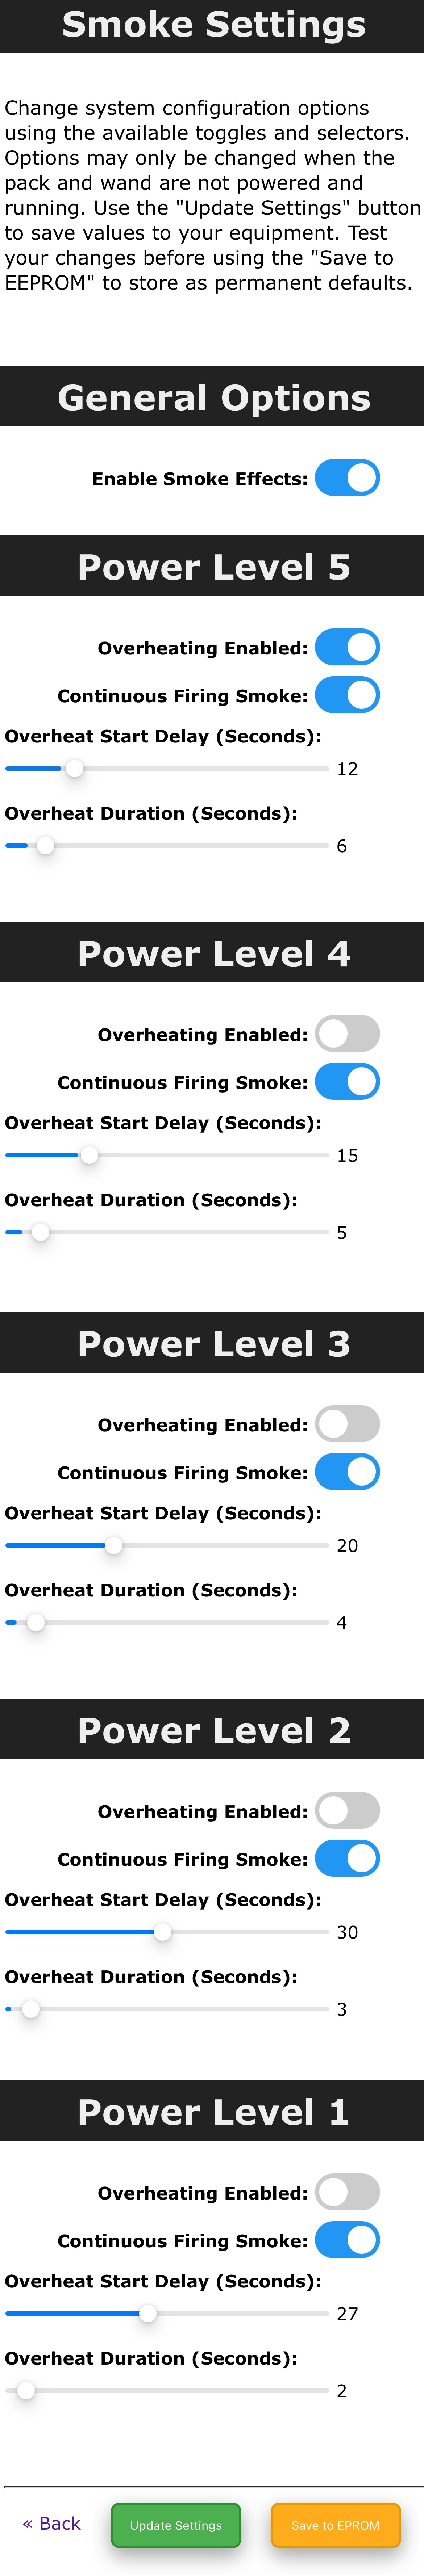 Smoke Settings
Change system configuration options
using the available toggles and selectors.
Options may only be changed when the
pack and wand are not powered and
running. Use the "Update Settings" button
to save values to your equipment. Test
your changes before using the "Save to
EEPROM" to store as permanent defaults.
General Options
Enable Smoke Effects:
Power Level 5
Overheating Enabled:
Continuous Firing Smoke:
Overheat Start Delay (Seconds):
12
Overheat Duration (Seconds):
6
Power Level 4
Overheating Enabled:
Continuous Firing Smoke:
Overheat Start Delay (Seconds):
15
Overheat Duration (Seconds):
5
Power Level 3
Overheating Enabled:
Continuous Firing Smoke:
Overheat Start Delay (Seconds):
20
Overheat Duration (Seconds):
4
Power Level 2
Overheating Enabled:
Continuous Firing Smoke:
Overheat Start Delay (Seconds):
30
Overheat Duration (Seconds):
3
Power Level 1
Overheating Enabled:
Continuous Firing Smoke:
Overheat Start Delay (Seconds):
27
Overheat Duration (Seconds):
2
« Back Update Settings Save to EPROM